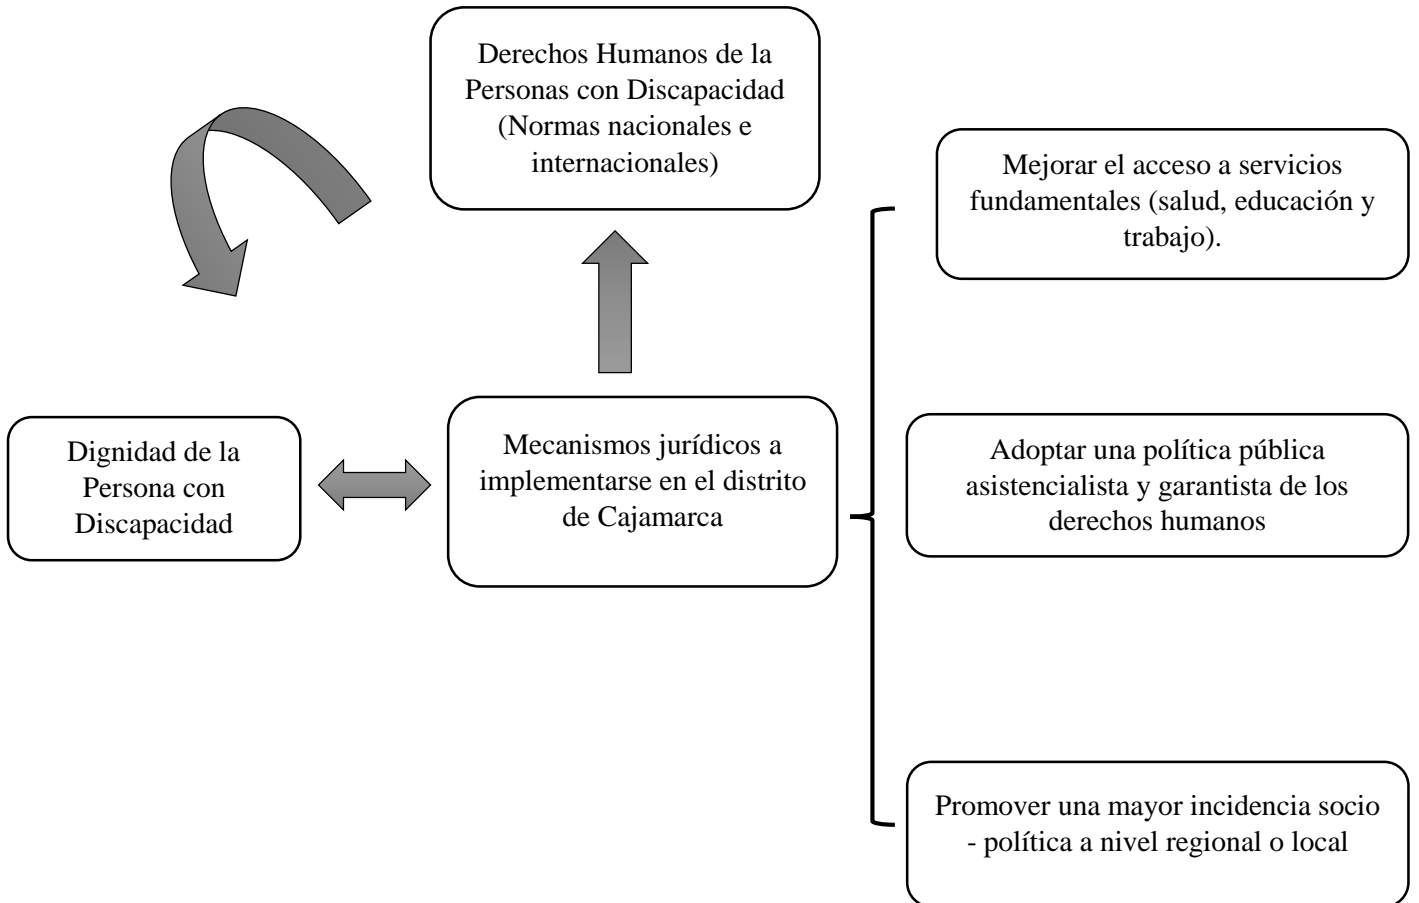 Derechos Humanos de la
Personas con Discapacidad
(Normas nacionales e
internacionales)
Mejorar el acceso a servicios
fundamentales (salud, educación y
trabajo).
Dignidad de la
Persona con
Discapacidad
Mecanismos jurídicos a
implementarse en el distrito
de Cajamarca
Adoptar una política pública
asistencialista y garantista de los
derechos humanos
Promover una mayor incidencia socio
- política a nivel regional o local